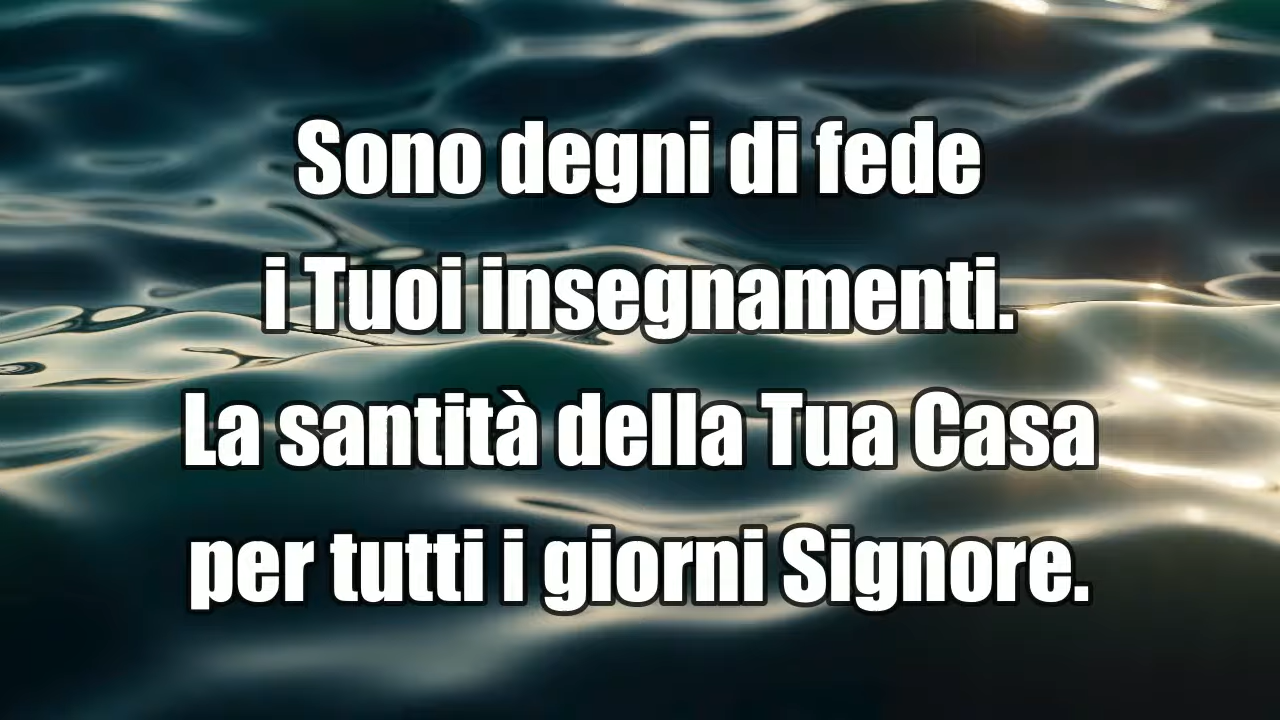 Sono degni di fede
i Tuoi insegnamenti.
La santità della Tua Casa
per tutti i giorni Signore.